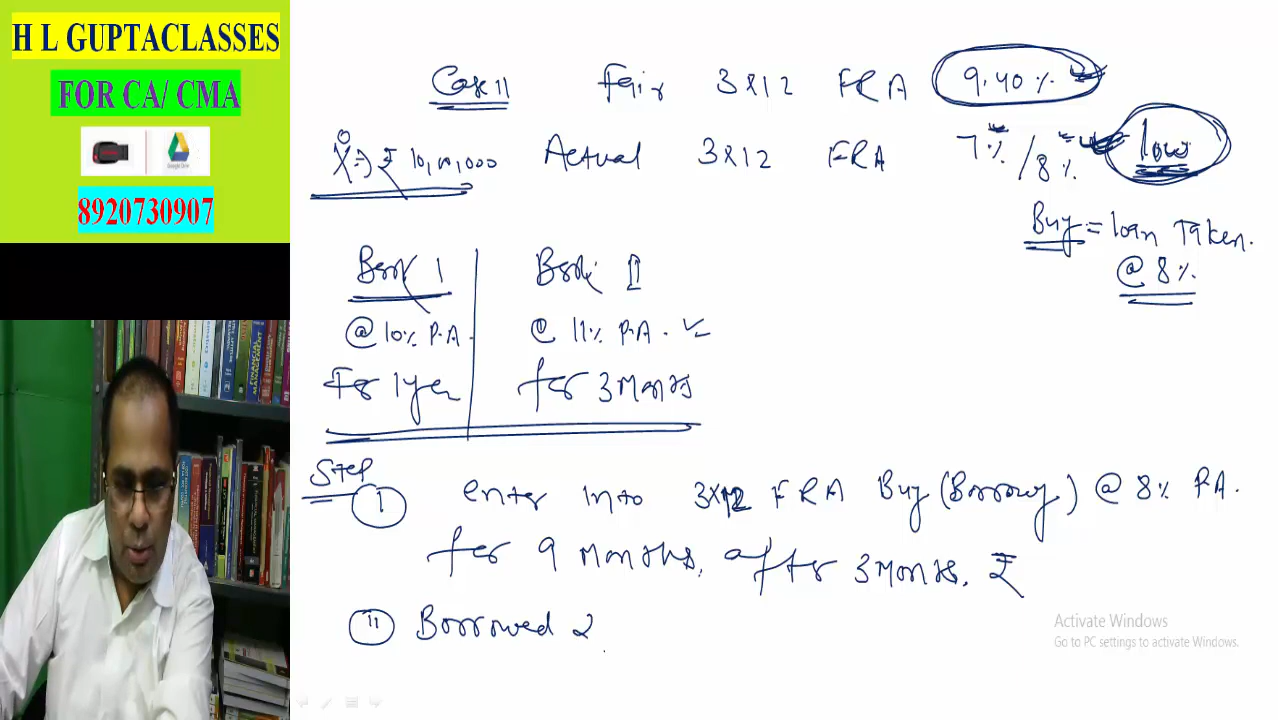 H L GUPTACLASSES
FOR CA/ CMA
8920730907
Case II Fair 3X12 FRA 9.40%
₹ 10,00,000 Actual 3X12 FRA 7% / 8% low
Buy = loan Taken.
@ 8%
Bank I
@ 10% P.A.
For 1 year
Bank II
@ 11% P.A.
for 3 Months
Step
I enter into 3X12 FRA Buy (Borrow) @ 8% P.A.
for 9 Months, after 3 Months. ₹
II Borrowed
Activate Windows
Go to PC settings to activate Windows.